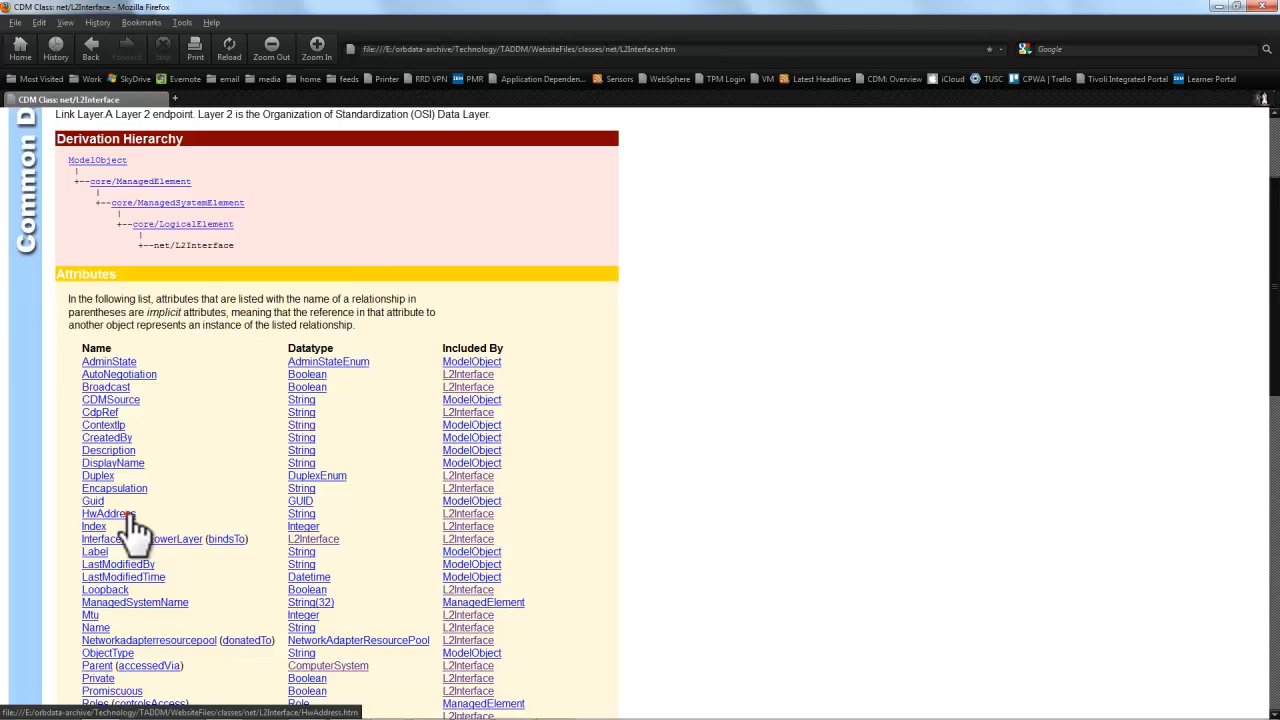 CDM Class: net/L2Interface - Mozilla Firefox
File Edit View History Bookmarks Tools Help
Home History Back Forward Stop Print Reload Zoom Out Zoom In file:///E:/orbdata-archive/Technology/TADDM/WebsiteFiles/classes/net/L2Interface.htm Google
Most Visited Work SkyDrive Evernote email media home feeds Printer RRD VPN PMR Application Dependen... Sensors WebSphere TPM Login VM Latest Headlines CDM: Overview iCloud TUSC CPWA | Trello Tivoli Integrated Portal Learner Portal
CDM Class: net/L2Interface +
Common D
Link Layer.A Layer 2 endpoint. Layer 2 is the Organization of Standardization (OSI) Data Layer.
Derivation Hierarchy
ModelObject
|
+--core/ManagedElement
|
+--core/ManagedSystemElement
|
+--core/LogicalElement
|
+--net/L2Interface
Attributes
In the following list, attributes that are listed with the name of a relationship in
parentheses are implicit attributes, meaning that the reference in that attribute to
another object represents an instance of the listed relationship.
Name Datatype Included By
AdminState AdminStateEnum ModelObject
AutoNegotiation Boolean L2Interface
Broadcast Boolean L2Interface
CDMSource String ModelObject
CdpRef String L2Interface
ContextIp String ModelObject
CreatedBy String ModelObject
Description String ModelObject
DisplayName String ModelObject
Duplex DuplexEnum L2Interface
Encapsulation String L2Interface
Guid GUID ModelObject
HwAddress String L2Interface
Index Integer L2Interface
(bindsTo) L2Interface L2Interface
Label String ModelObject
LastModifiedBy String ModelObject
LastModifiedTime Datetime ModelObject
Loopback Boolean L2Interface
ManagedSystemName String(32) ManagedElement
Mtu Integer L2Interface
Name String L2Interface
Networkadapterresourcepool (donatedTo) NetworkAdapterResourcePool L2Interface
ObjectType String ModelObject
Parent (accessedVia) ComputerSystem L2Interface
Private Boolean L2Interface
Promiscuous Boolean L2Interface
Roles (controlsAccess) Role ManagedElement
L2Interface
file:///E:/orbdata-archive/Technology/TADDM/WebsiteFiles/classes/net/L2Interface/HwAddress.htm